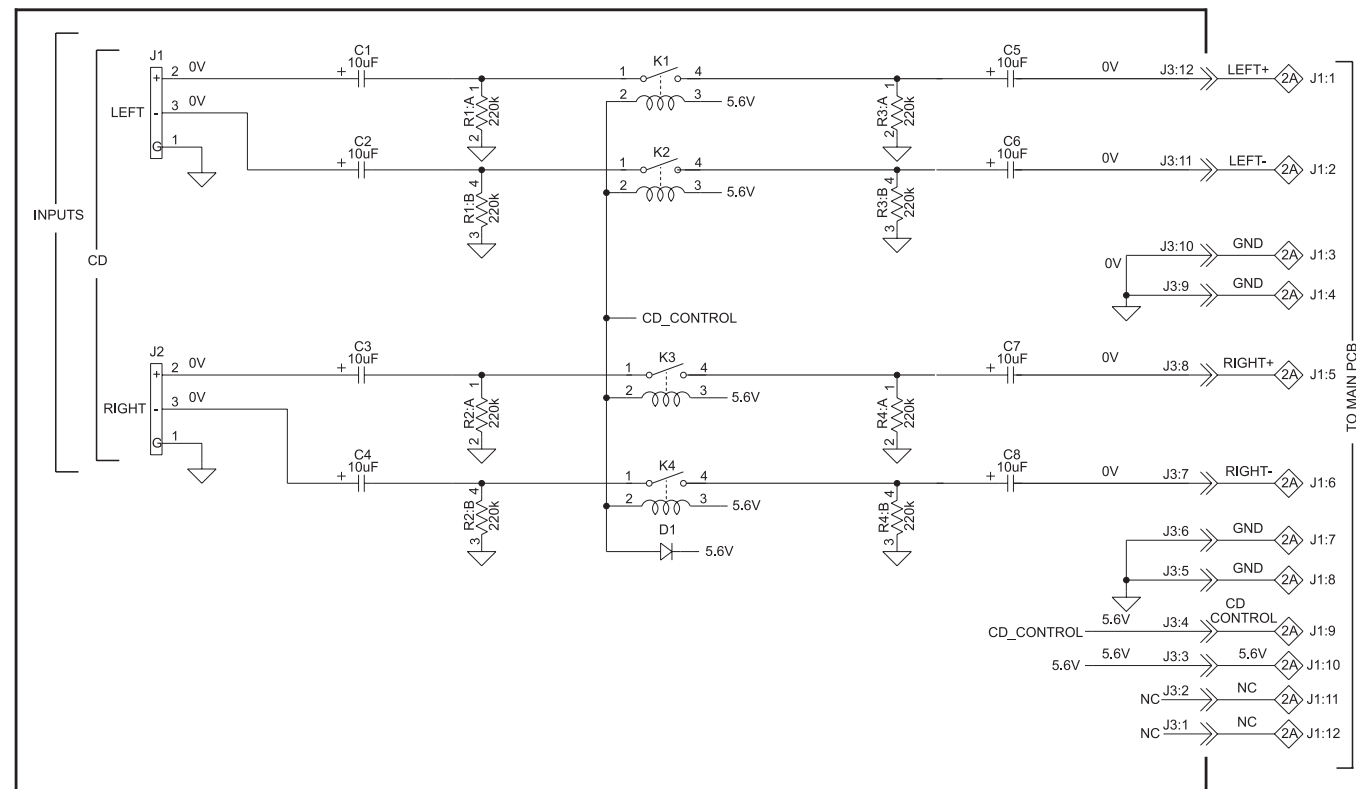 INPUTS
CD
J1
LEFT
+
-
G
2 0V
3 0V
1
C1
10uF
+
1
R1:A
220k
2
K1
1 4
2 3 5.6V
1
R3:A
220k
2
C5
10uF
+
0V J3:12 LEFT+ 2A J1:1
C2
10uF
+
4
R1:B
220k
3
K2
1 4
2 3 5.6V
4
R3:B
220k
3
C6
10uF
+
0V J3:11 LEFT- 2A J1:2
0V
J3:10 GND 2A J1:3
J3:9 GND 2A J1:4
CD_CONTROL
J2
RIGHT
+
-
G
2 0V
3 0V
1
C3
10uF
+
1
R2:A
220k
2
K3
1 4
2 3 5.6V
1
R4:A
220k
2
C7
10uF
+
0V J3:8 RIGHT+ 2A J1:5
C4
10uF
+
4
R2:B
220k
3
K4
1 4
2 3 5.6V
D1
5.6V
4
R4:B
220k
3
C8
10uF
+
0V J3:7 RIGHT- 2A J1:6
J3:6 GND 2A J1:7
J3:5 GND 2A J1:8
CD_CONTROL 5.6V J3:4 CD
CONTROL 2A J1:9
5.6V 5.6V J3:3 5.6V 2A J1:10
NC J3:2 NC 2A J1:11
NC J3:1 NC 2A J1:12
TO MAIN PCB